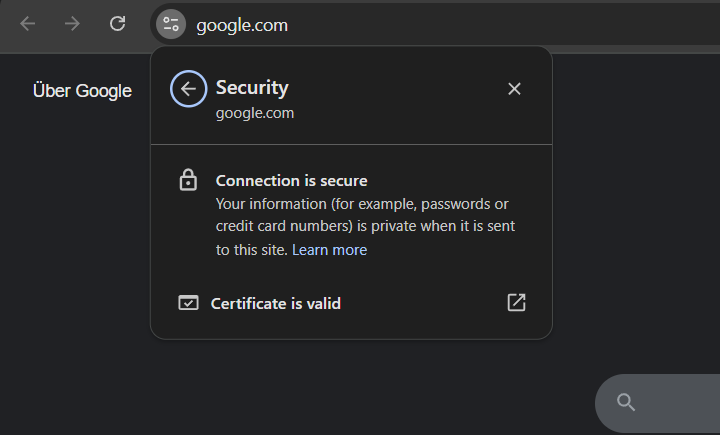 google.com
Über Google
Security
google.com
Connection is secure
Your information (for example, passwords or
credit card numbers) is private when it is sent
to this site. Learn more
Certificate is valid